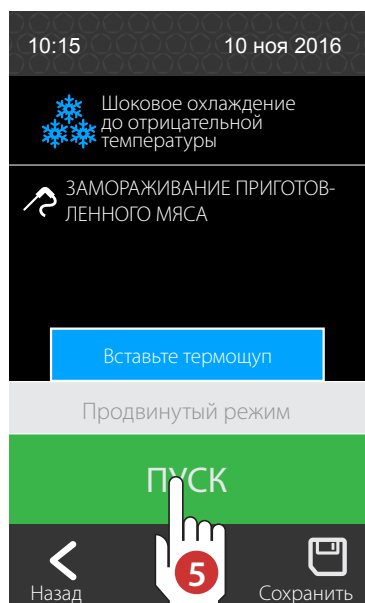 10:15 10 ноя 2016
Шоковое охлаждение
до отрицательной
температуры
ЗАМОРАЖИВАНИЕ ПРИГОТОВ-
ЛЕННОГО МЯСА
Вставьте термощуп
Продвинутый режим
ПУСК
5
Назад Сохранить